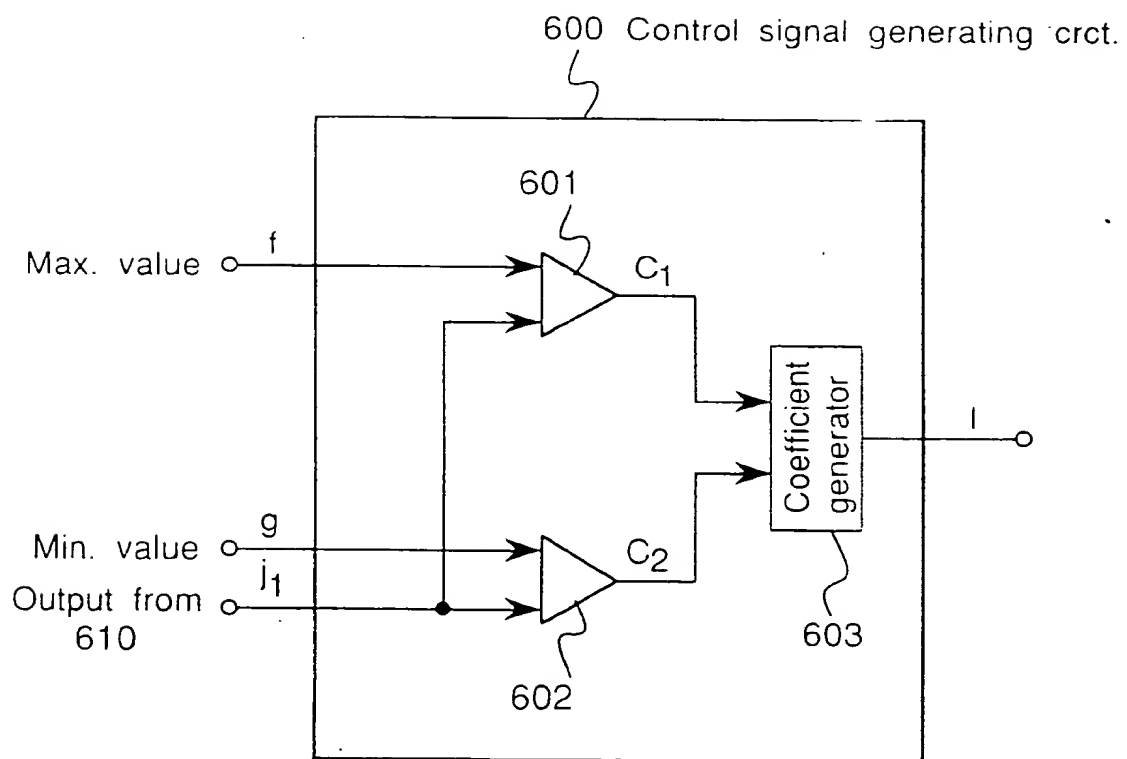 600 Control signal generating crct.
601
f
Max. value
C1
Coefficient
generator
l
g
Min. value
j1
C2
Output from
610
603
602